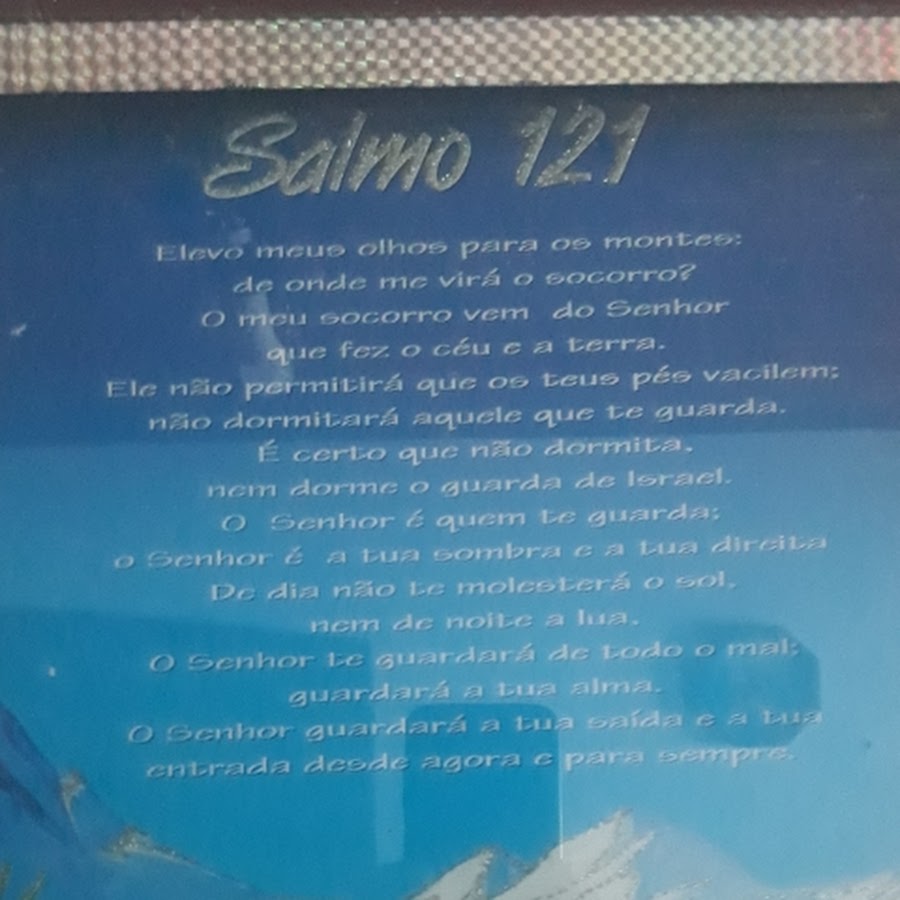 Salmo 121
Elevo meus olhos para os montes:
de onde me virá o socorro?
O meu socorro vem do Senhor
que fez o céu e a terra.
Ele não permitirá que os teus pés vacilem;
não dormitará aquele que te guarda.
É certo que não dormita,
nem dorme o guarda de Israel.
O Senhor é quem te guarda;
o Senhor é a tua sombra e a tua direita
De dia não te molesterá o sol,
nem de noite a lua.
O Senhor te guardará de todo o mal;
guardará a tua alma.
O Senhor guardará a tua saída e a tua
entrada desde agora e para sempre.